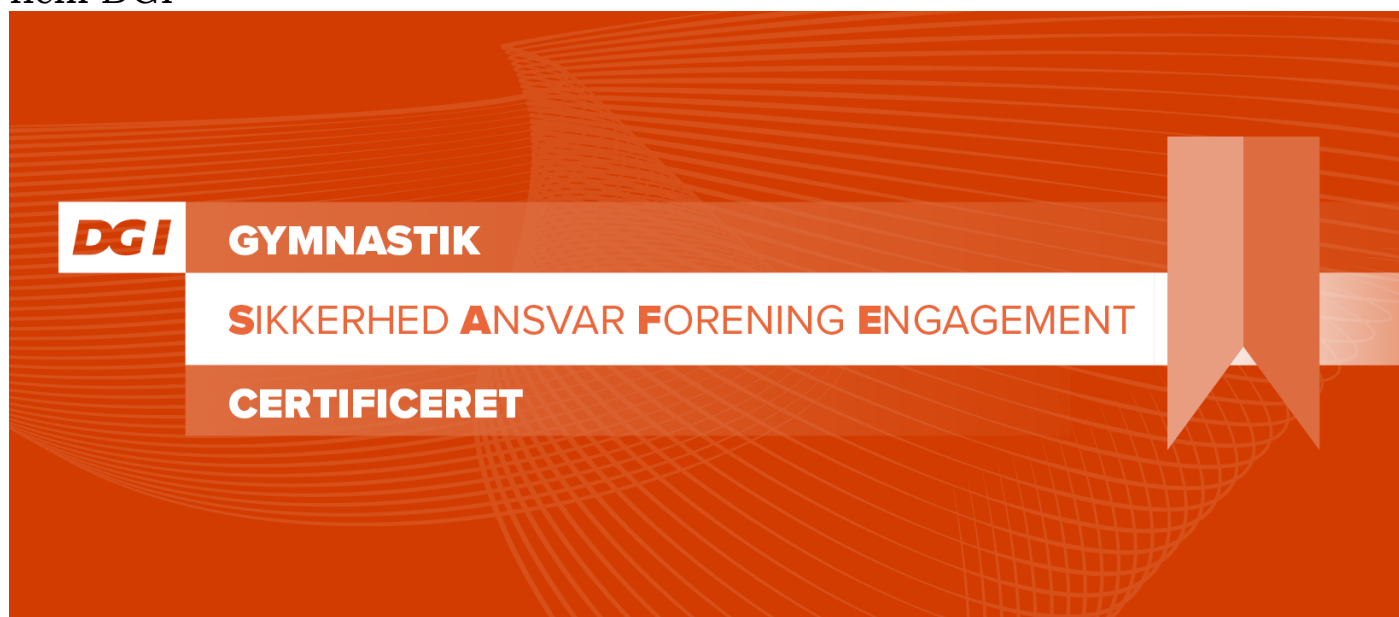 DGI
GYMNASTIK
SIKKERHED ANSVAR FORENING ENGAGEMENT
CERTIFICERET